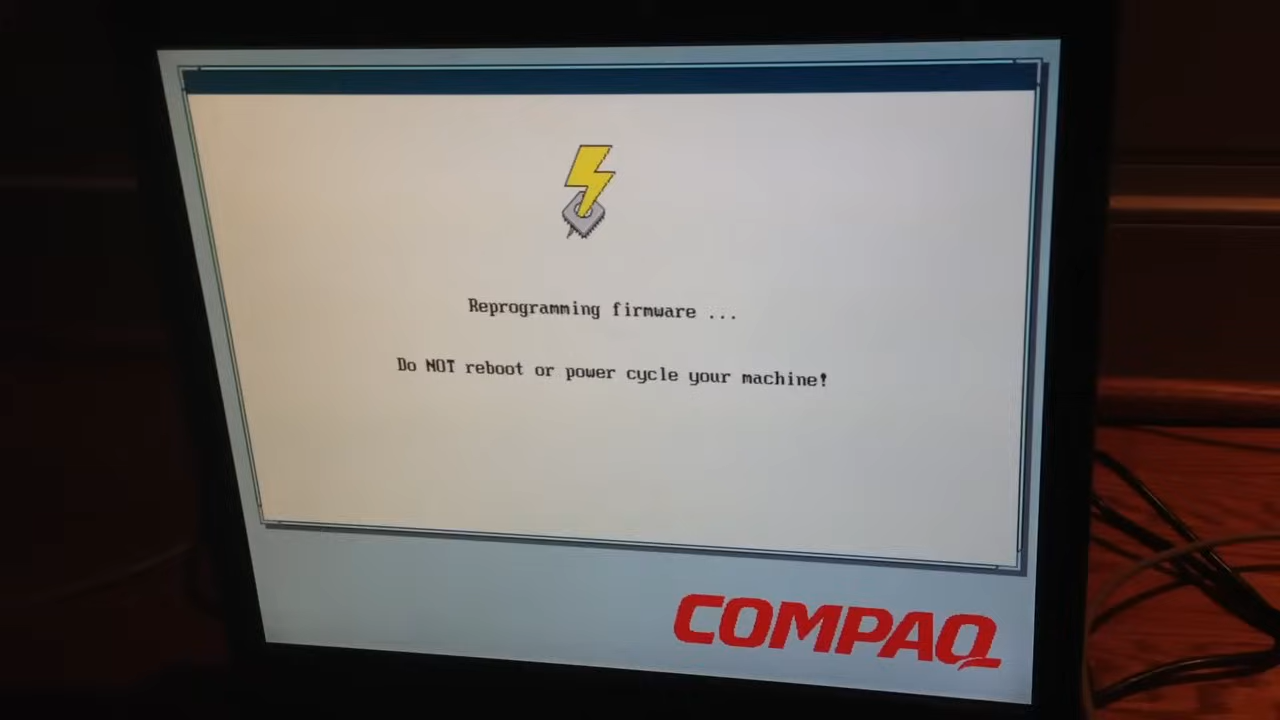 Reprogramming firmware ...
Do NOT reboot or power cycle your machine!
COMPAQ